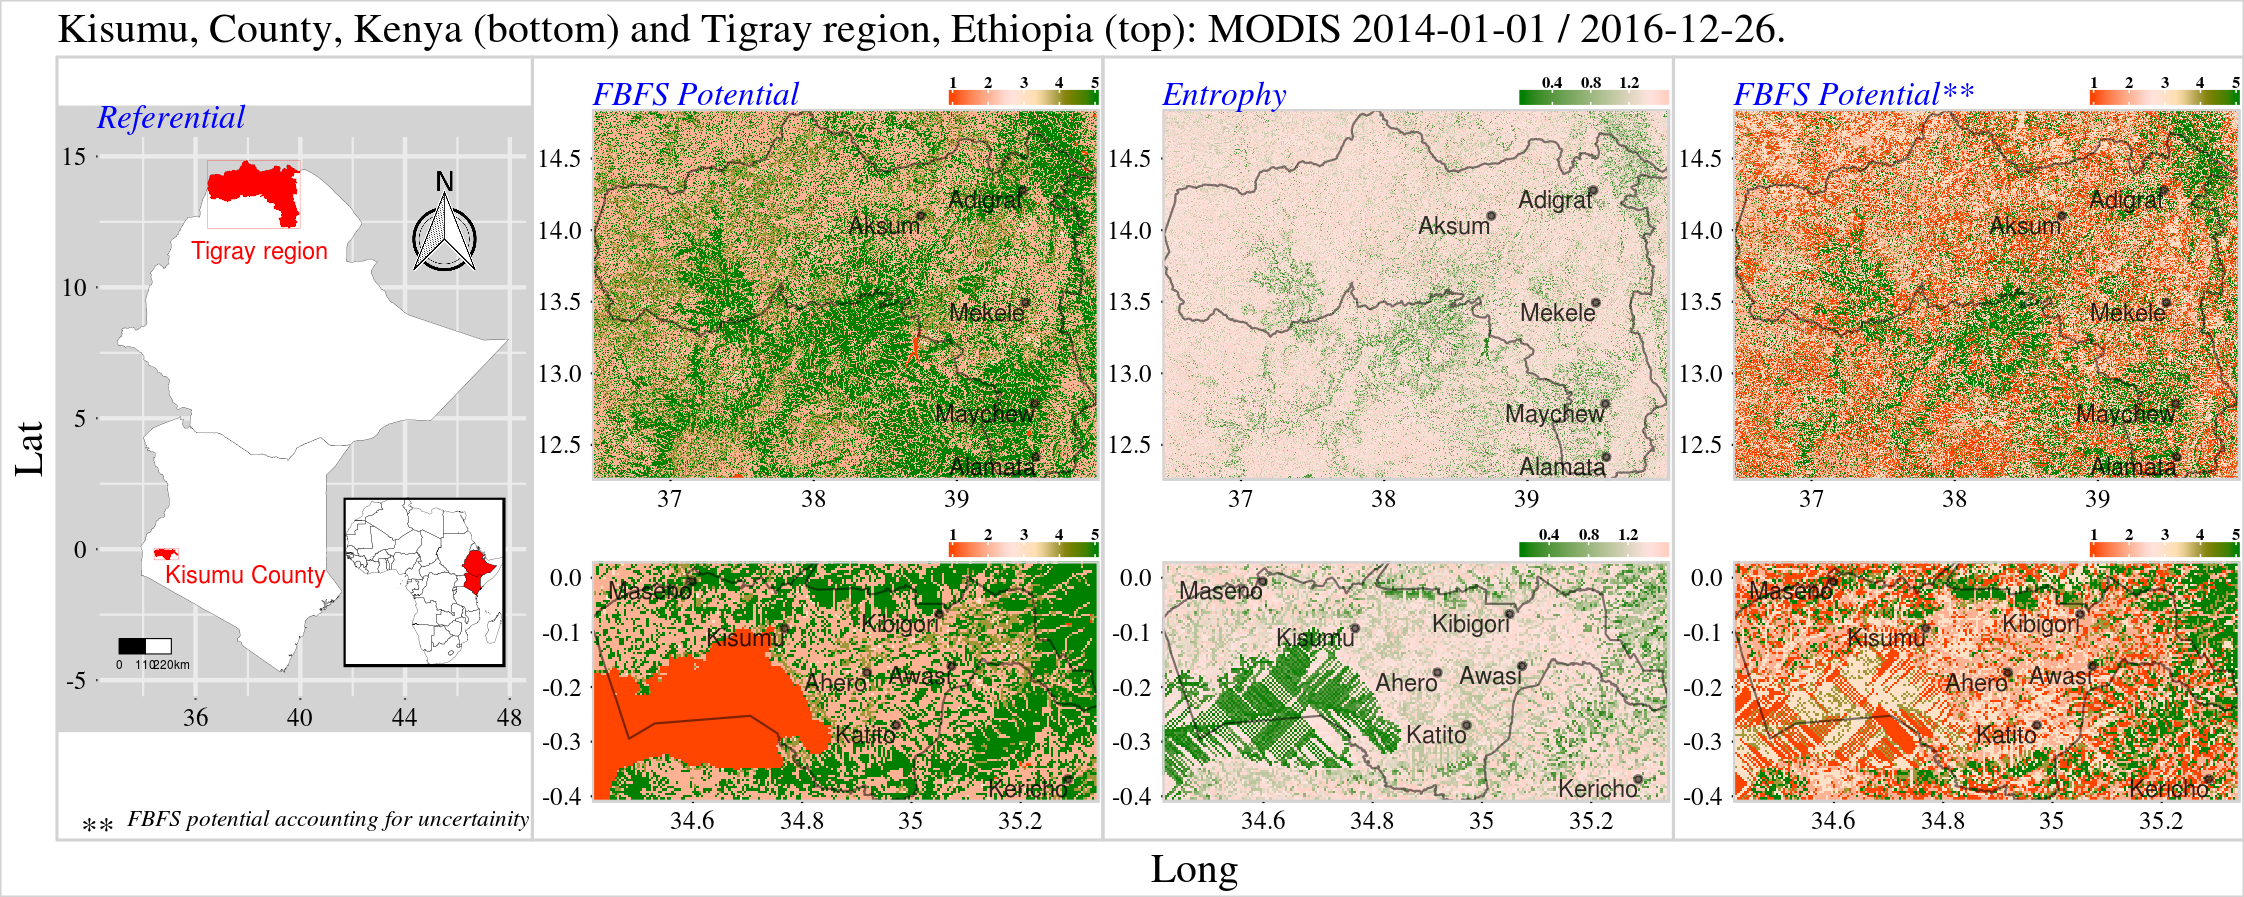 Kisumu, County, Kenya (bottom) and Tigray region, Ethiopia (top): MODIS 2014-01-01 / 2016-12-26.
Lat
Referential
15
10
5
0
-5
36 40 44 48
N
Tigray region
Kisumu County
0 110 220km
** FBFS potential accounting for uncertainity
FBFS Potential
1 2 3 4 5
14.5
14.0
13.5
13.0
12.5
Adigraf
Aksum
Mekele
Maychew
Alamata
37 38 39
Entrophy
0.4 0.8 1.2
14.5
14.0
13.5
13.0
12.5
Adigraf
Aksum
Mekele
Maychew
Alamata
37 38 39
FBFS Potential**
1 2 3 4 5
14.5
14.0
13.5
13.0
12.5
Adigraf
Aksum
Mekele
Maychew
Alamata
37 38 39
1 2 3 4 5
0.0
-0.1
-0.2
-0.3
-0.4
Maseno
Kibigori
Kisumu
Ahero Awasi
Katito
Kericho
34.6 34.8 35 35.2
0.4 0.8 1.2
0.0
-0.1
-0.2
-0.3
-0.4
Maseno
Kibigori
Kisumu
Ahero Awasi
Katito
Kericho
34.6 34.8 35 35.2
1 2 3 4 5
0.0
-0.1
-0.2
-0.3
-0.4
Maseno
Kibigori
Kisumu
Ahero Awasi
Katito
Kericho
34.6 34.8 35 35.2
Long